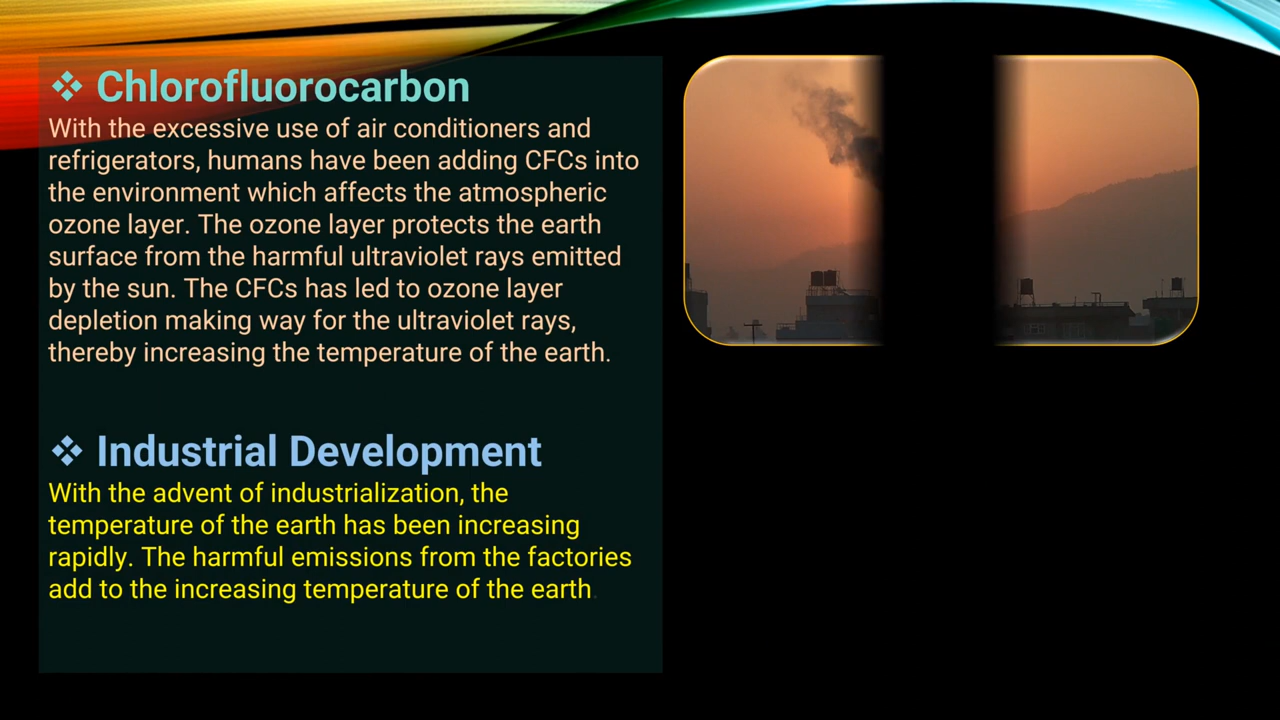 ❖ Chlorofluorocarbon
With the excessive use of air conditioners and
refrigerators, humans have been adding CFCs into
the environment which affects the atmospheric
ozone layer. The ozone layer protects the earth
surface from the harmful ultraviolet rays emitted
by the sun. The CFCs has led to ozone layer
depletion making way for the ultraviolet rays,
thereby increasing the temperature of the earth.
❖ Industrial Development
With the advent of industrialization, the
temperature of the earth has been increasing
rapidly. The harmful emissions from the factories
add to the increasing temperature of the earth.